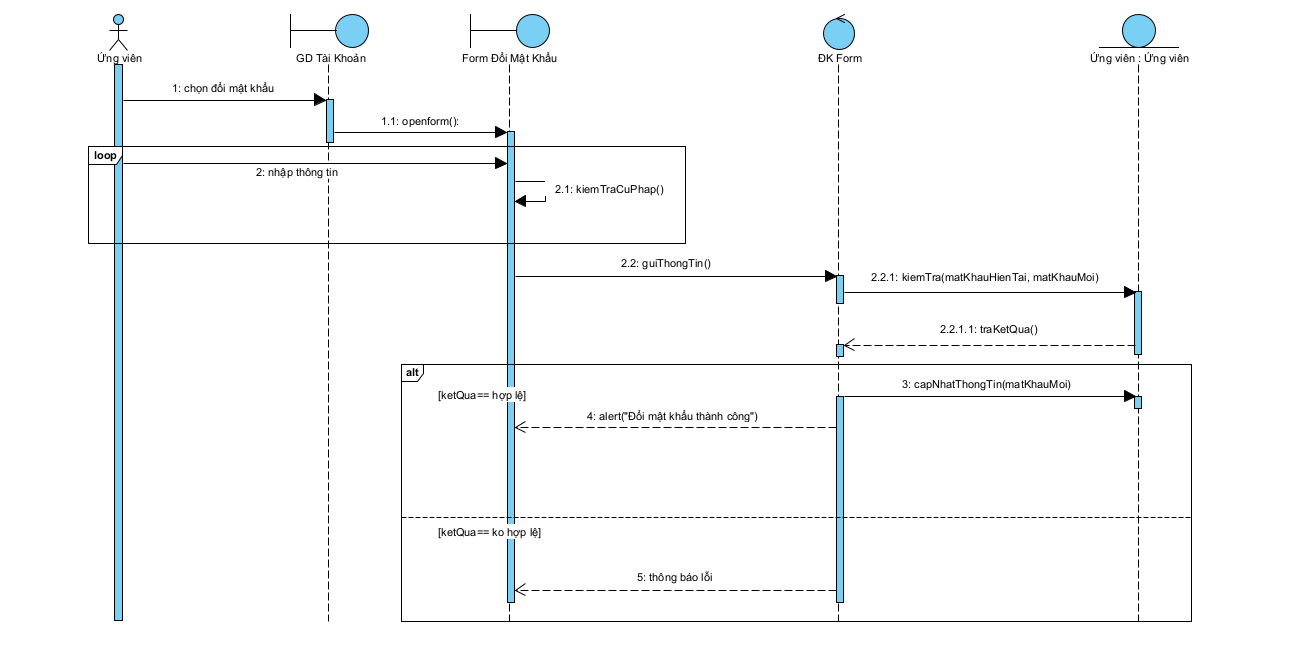 Ứng viên
GD Tài Khoản
Form Đổi Mật Khẩu
ĐK Form
Ứng viên : Ứng viên
1: chọn đổi mật khẩu
1.1: openform():
loop
2: nhập thông tin
2.1: kiemTraCuPhap()
2.2: guiThongTin()
2.2.1: kiemTra(matKhauHienTai, matKhauMoi)
2.2.1.1: traKetQua()
alt
3: capNhatThongTin(matKhauMoi)
[ketQua== hợp lệ]
4: alert("Đổi mật khẩu thành công")
[ketQua== ko hợp lệ]
5: thông báo lỗi